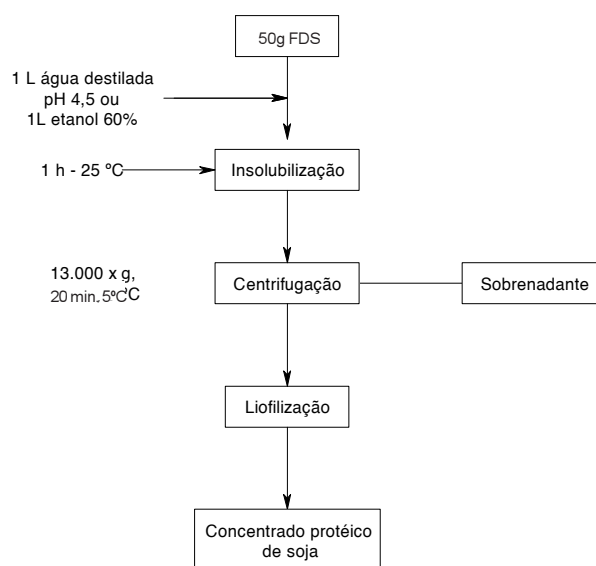 50g FDS
1 L água destilada
pH 4,5 ou
1L etanol 60%
1 h - 25 ºC
Insolubilização
13.000 x g,
20 min, 5ºC°C
Centrifugação
Sobrenadante
Liofilização
Concentrado protéico
de soja